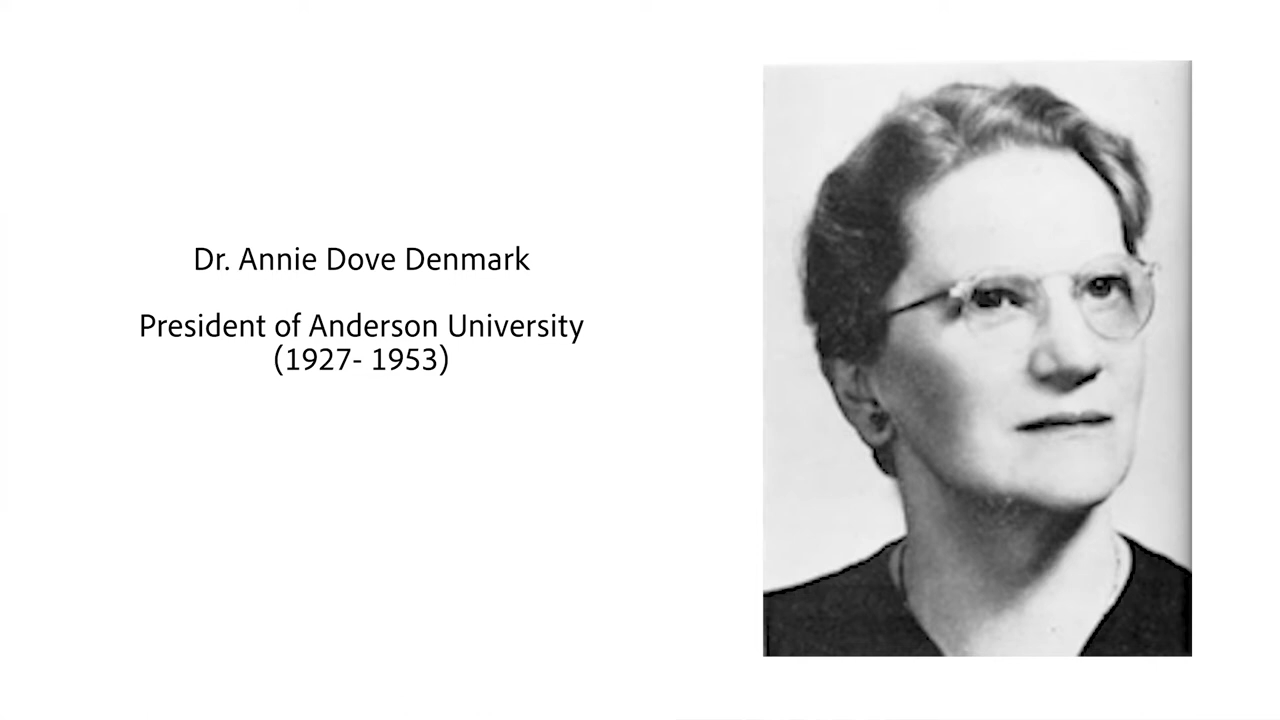 Dr. Annie Dove Denmark
President of Anderson University
(1927- 1953)